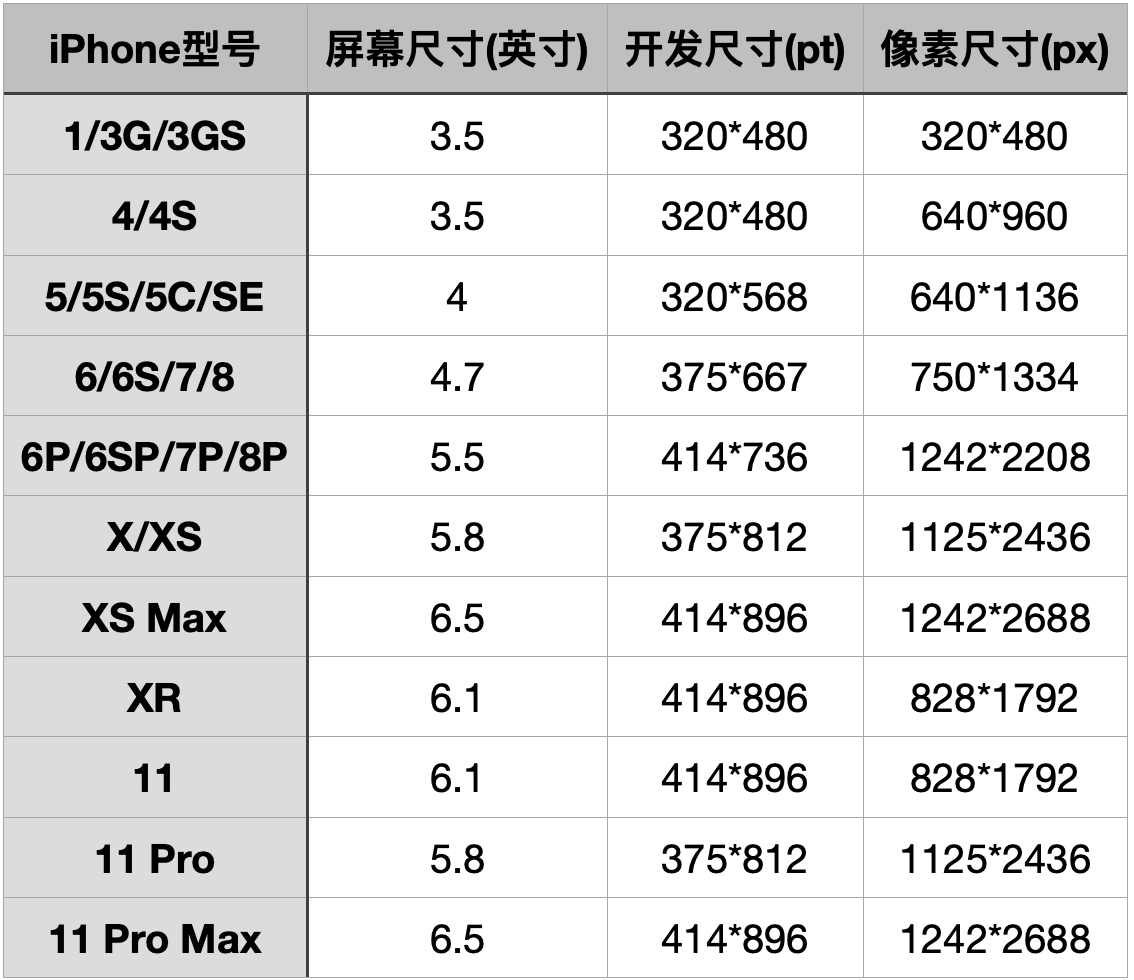 iPhone型号 屏幕尺寸(英寸) 开发尺寸(pt) 像素尺寸(px)
1/3G/3GS 3.5 320*480 320*480
4/4S 3.5 320*480 640*960
5/5S/5C/SE 4 320*568 640*1136
6/6S/7/8 4.7 375*667 750*1334
6P/6SP/7P/8P 5.5 414*736 1242*2208
X/XS 5.8 375*812 1125*2436
XS Max 6.5 414*896 1242*2688
XR 6.1 414*896 828*1792
11 6.1 414*896 828*1792
11 Pro 5.8 375*812 1125*2436
11 Pro Max 6.5 414*896 1242*2688